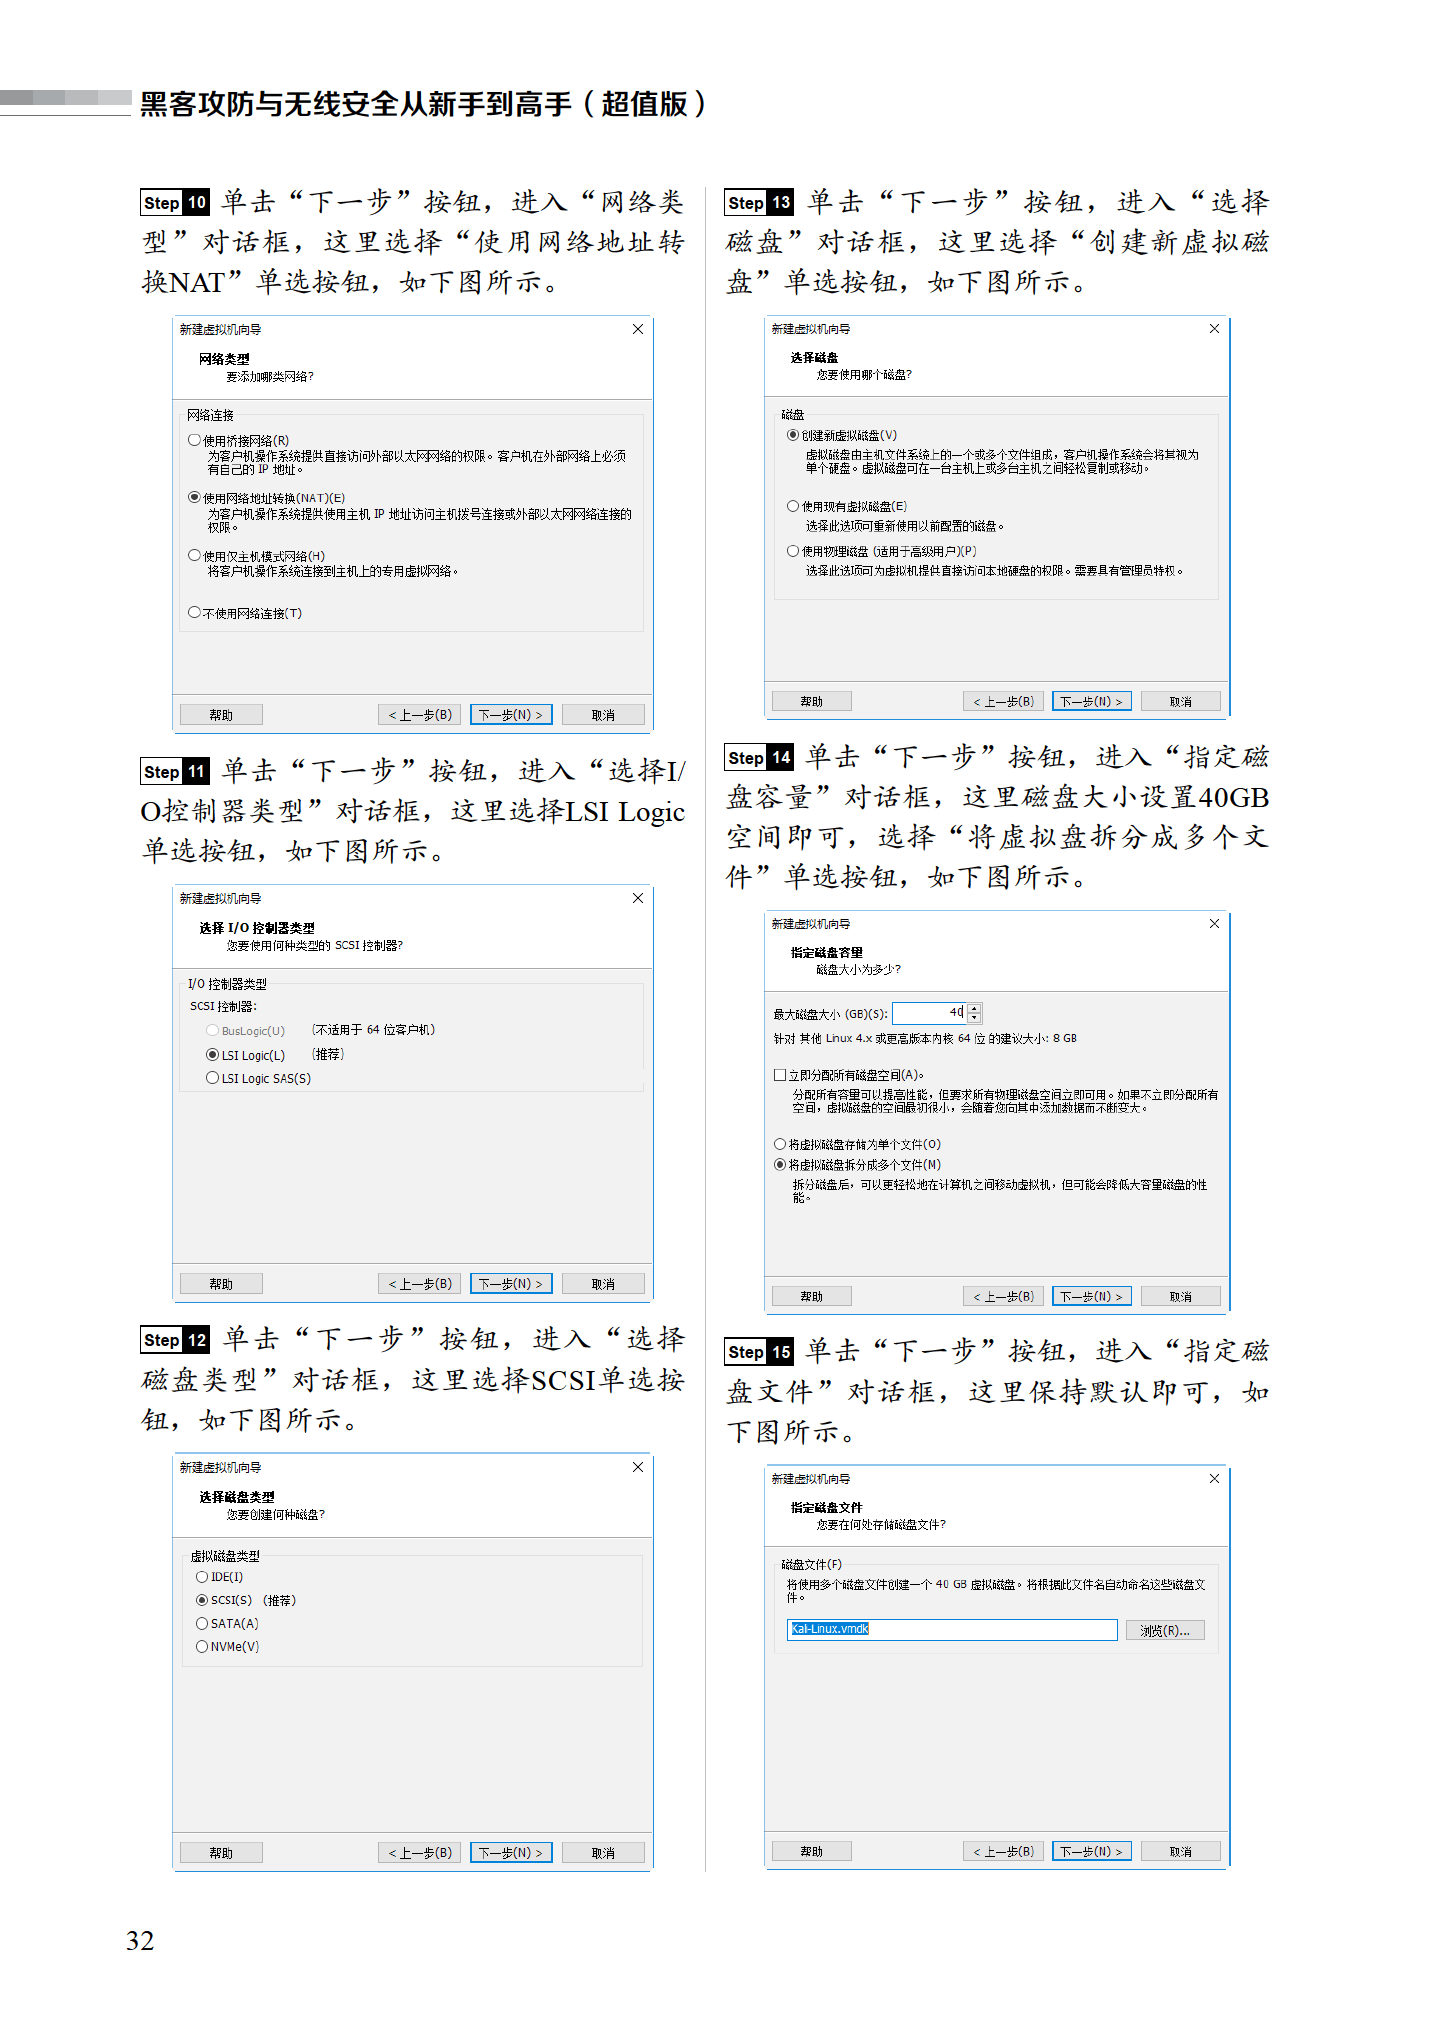 黑客攻防与无线安全从新手到高手（超值版）
Step 10 单击“下一步”按钮，进入“网络类
型”对话框，这里选择“使用网络地址转
换NAT”单选按钮，如下图所示。
新建虚拟机向导
网络类型
要添加哪类网络?
网络连接
使用桥接网络(R)
为客户机操作系统提供直接访问外部以太网网络的权限。客户机在外部网络上必须
有自己的 IP 地址。
使用网络地址转换(NAT)(E)
为客户机操作系统提供使用主机 IP 地址访问主机拨号连接或外部以太网网络连接的
权限。
使用仅主机模式网络(H)
将客户机操作系统连接到主机上的专用虚拟网络。
不使用网络连接(T)
帮助 < 上一步(B) 下一步(N) > 取消
Step 11 单击“下一步”按钮，进入“选择I/
O控制器类型”对话框，这里选择LSI Logic
单选按钮，如下图所示。
新建虚拟机向导
选择 I/O 控制器类型
您要使用何种类型的 SCSI 控制器?
I/O 控制器类型
SCSI 控制器:
BusLogic(U) (不适用于 64 位客户机)
LSI Logic(L) (推荐)
LSI Logic SAS(S)
帮助 < 上一步(B) 下一步(N) > 取消
Step 12 单击“下一步”按钮，进入“选择
磁盘类型”对话框，这里选择SCSI单选按
钮，如下图所示。
新建虚拟机向导
选择磁盘类型
您要创建何种磁盘?
虚拟磁盘类型
IDE(I)
SCSI(S) (推荐)
SATA(A)
NVMe(V)
帮助 < 上一步(B) 下一步(N) > 取消
Step 13 单击“下一步”按钮，进入“选择
磁盘”对话框，这里选择“创建新虚拟磁
盘”单选按钮，如下图所示。
新建虚拟机向导
选择磁盘
您要使用哪个磁盘?
磁盘
创建新虚拟磁盘(V)
虚拟磁盘由主机文件系统上的一个或多个文件组成，客户机操作系统会将其视为
单个硬盘。虚拟磁盘可在一台主机上或多台主机之间轻松复制或移动。
使用现有虚拟磁盘(E)
选择此选项可重新使用以前配置的磁盘。
使用物理磁盘 (适用于高级用户)(P)
选择此选项可为虚拟机提供直接访问本地硬盘的权限。需要具有管理员特权。
帮助 < 上一步(B) 下一步(N) > 取消
Step 14 单击“下一步”按钮，进入“指定磁
盘容量”对话框，这里磁盘大小设置40GB
空间即可，选择“将虚拟盘拆分成多个文
件”单选按钮，如下图所示。
新建虚拟机向导
指定磁盘容量
磁盘大小为多少?
最大磁盘大小 (GB)(S): 40
针对 其他 Linux 4.x 或更高版本内核 64 位 的建议大小: 8 GB
立即分配所有磁盘空间(A)。
分配所有容量可以提高性能，但要求所有物理磁盘空间立即可用。如果不立即分配所有
空间，虚拟磁盘的空间最初很小，会随着您向其中添加数据而不断变大。
将虚拟磁盘存储为单个文件(O)
将虚拟磁盘拆分成多个文件(M)
拆分磁盘后，可以更轻松地在计算机之间移动虚拟机，但可能会降低大容量磁盘的性
能。
帮助 < 上一步(B) 下一步(N) > 取消
Step 15 单击“下一步”按钮，进入“指定磁
盘文件”对话框，这里保持默认即可，如
下图所示。
新建虚拟机向导
指定磁盘文件
您要在何处存储磁盘文件?
磁盘文件(F)
将使用多个磁盘文件创建一个 40 GB 虚拟磁盘。将根据此文件名自动命名这些磁盘文
件。
Kali-Linux.vmdk 浏览(R)...
帮助 < 上一步(B) 下一步(N) > 取消
32